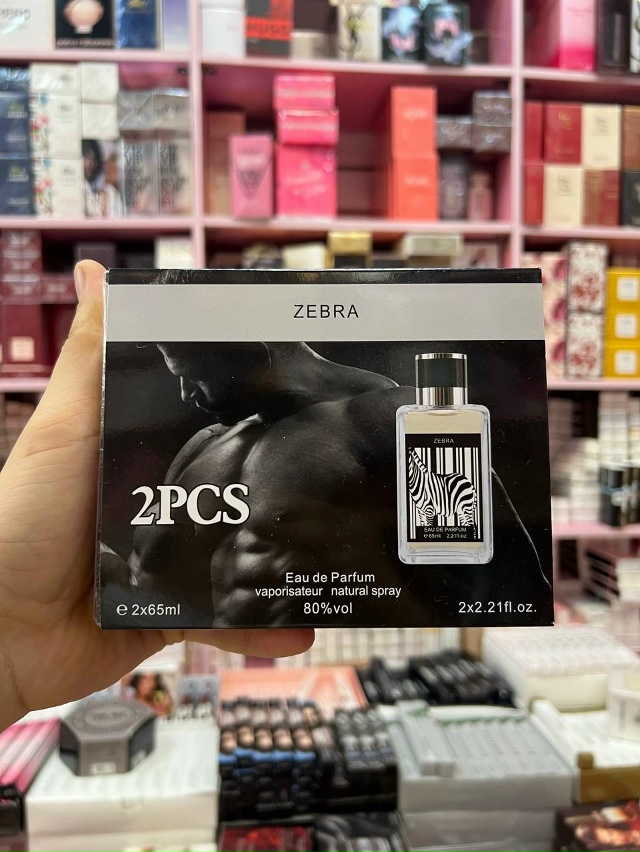 ZEBRA
ZEBRA
EAU DE PARFUM
℮65ml 2.21fl.oz
2PCS
Eau de Parfum
vaporisateur natural spray
℮ 2x65ml
80%vol
2x2.21fl.oz.
HUGO